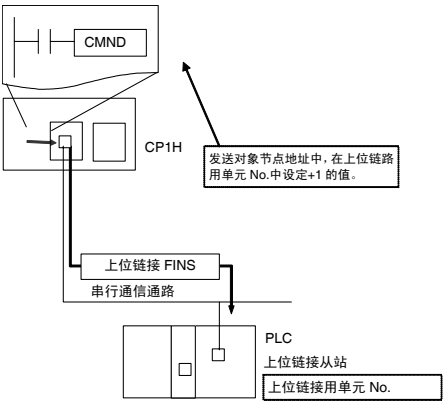 CMND
CP1H
发送对象节点地址中，在上位链路
用单元 No.中设定+1 的值。
上位链接 FINS
串行通信通路
PLC
上位链接从站
上位链接用单元 No.